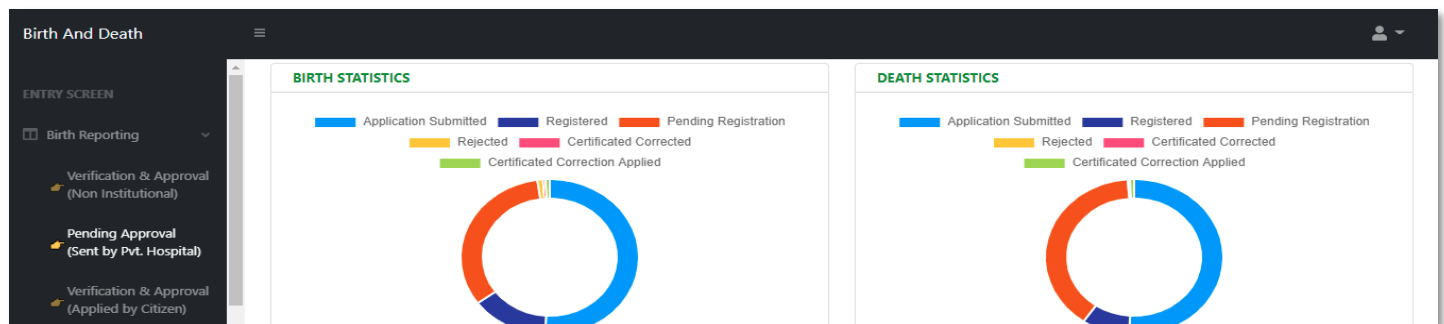 Birth And Death
ENTRY SCREEN
Birth Reporting
Verification & Approval
(Non Institutional)
Pending Approval
(Sent by Pvt. Hospital)
Verification & Approval
(Applied by Citizen)
BIRTH STATISTICS
Application Submitted Registered Pending Registration
Rejected Certificated Corrected
Certificated Correction Applied
DEATH STATISTICS
Application Submitted Registered Pending Registration
Rejected Certificated Corrected
Certificated Correction Applied